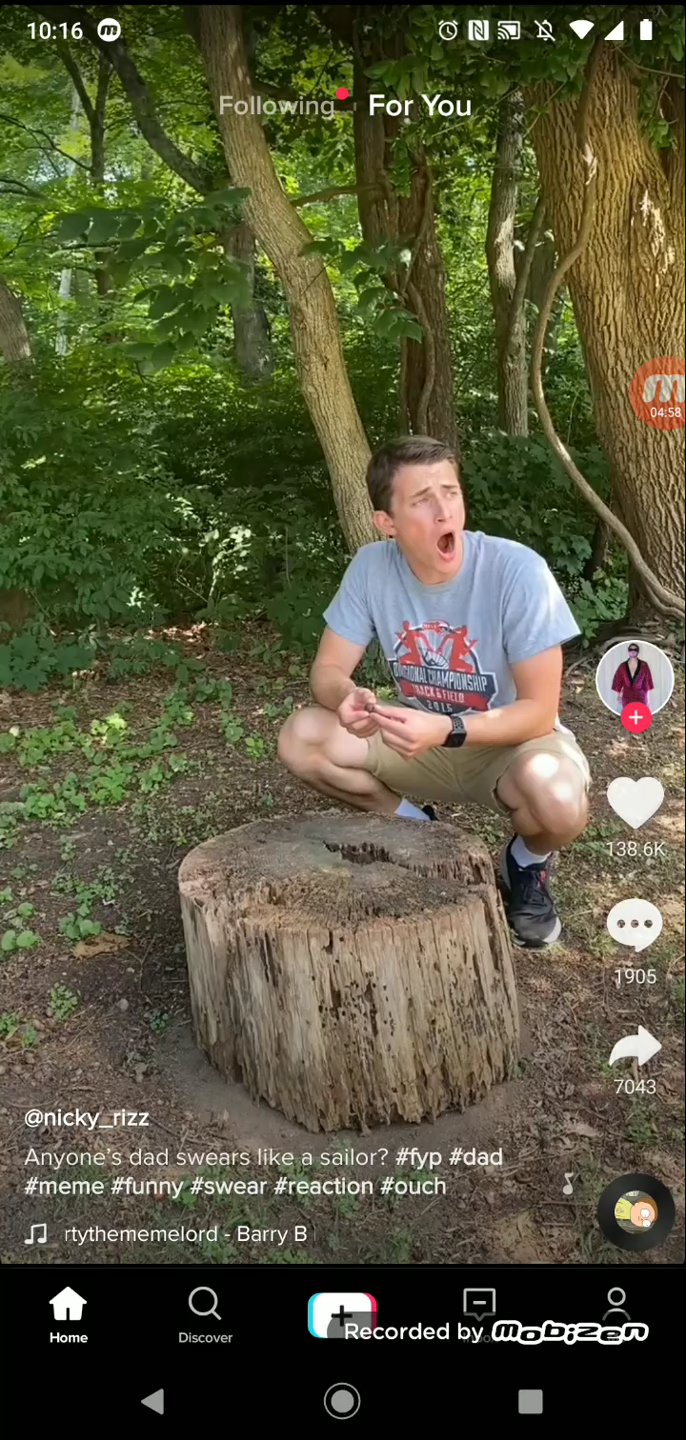 10:16
Following For You
04:58
REGIONAL CHAMPIONSHIP
TRACK & FIELD
2015
138.6K
1905
7043
@nicky_rizz
Anyone's dad swears like a sailor? #fyp #dad
#meme #funny #swear #reaction #ouch
rtythememelord - Barry B
Home
Discover
Recorded by mobizen